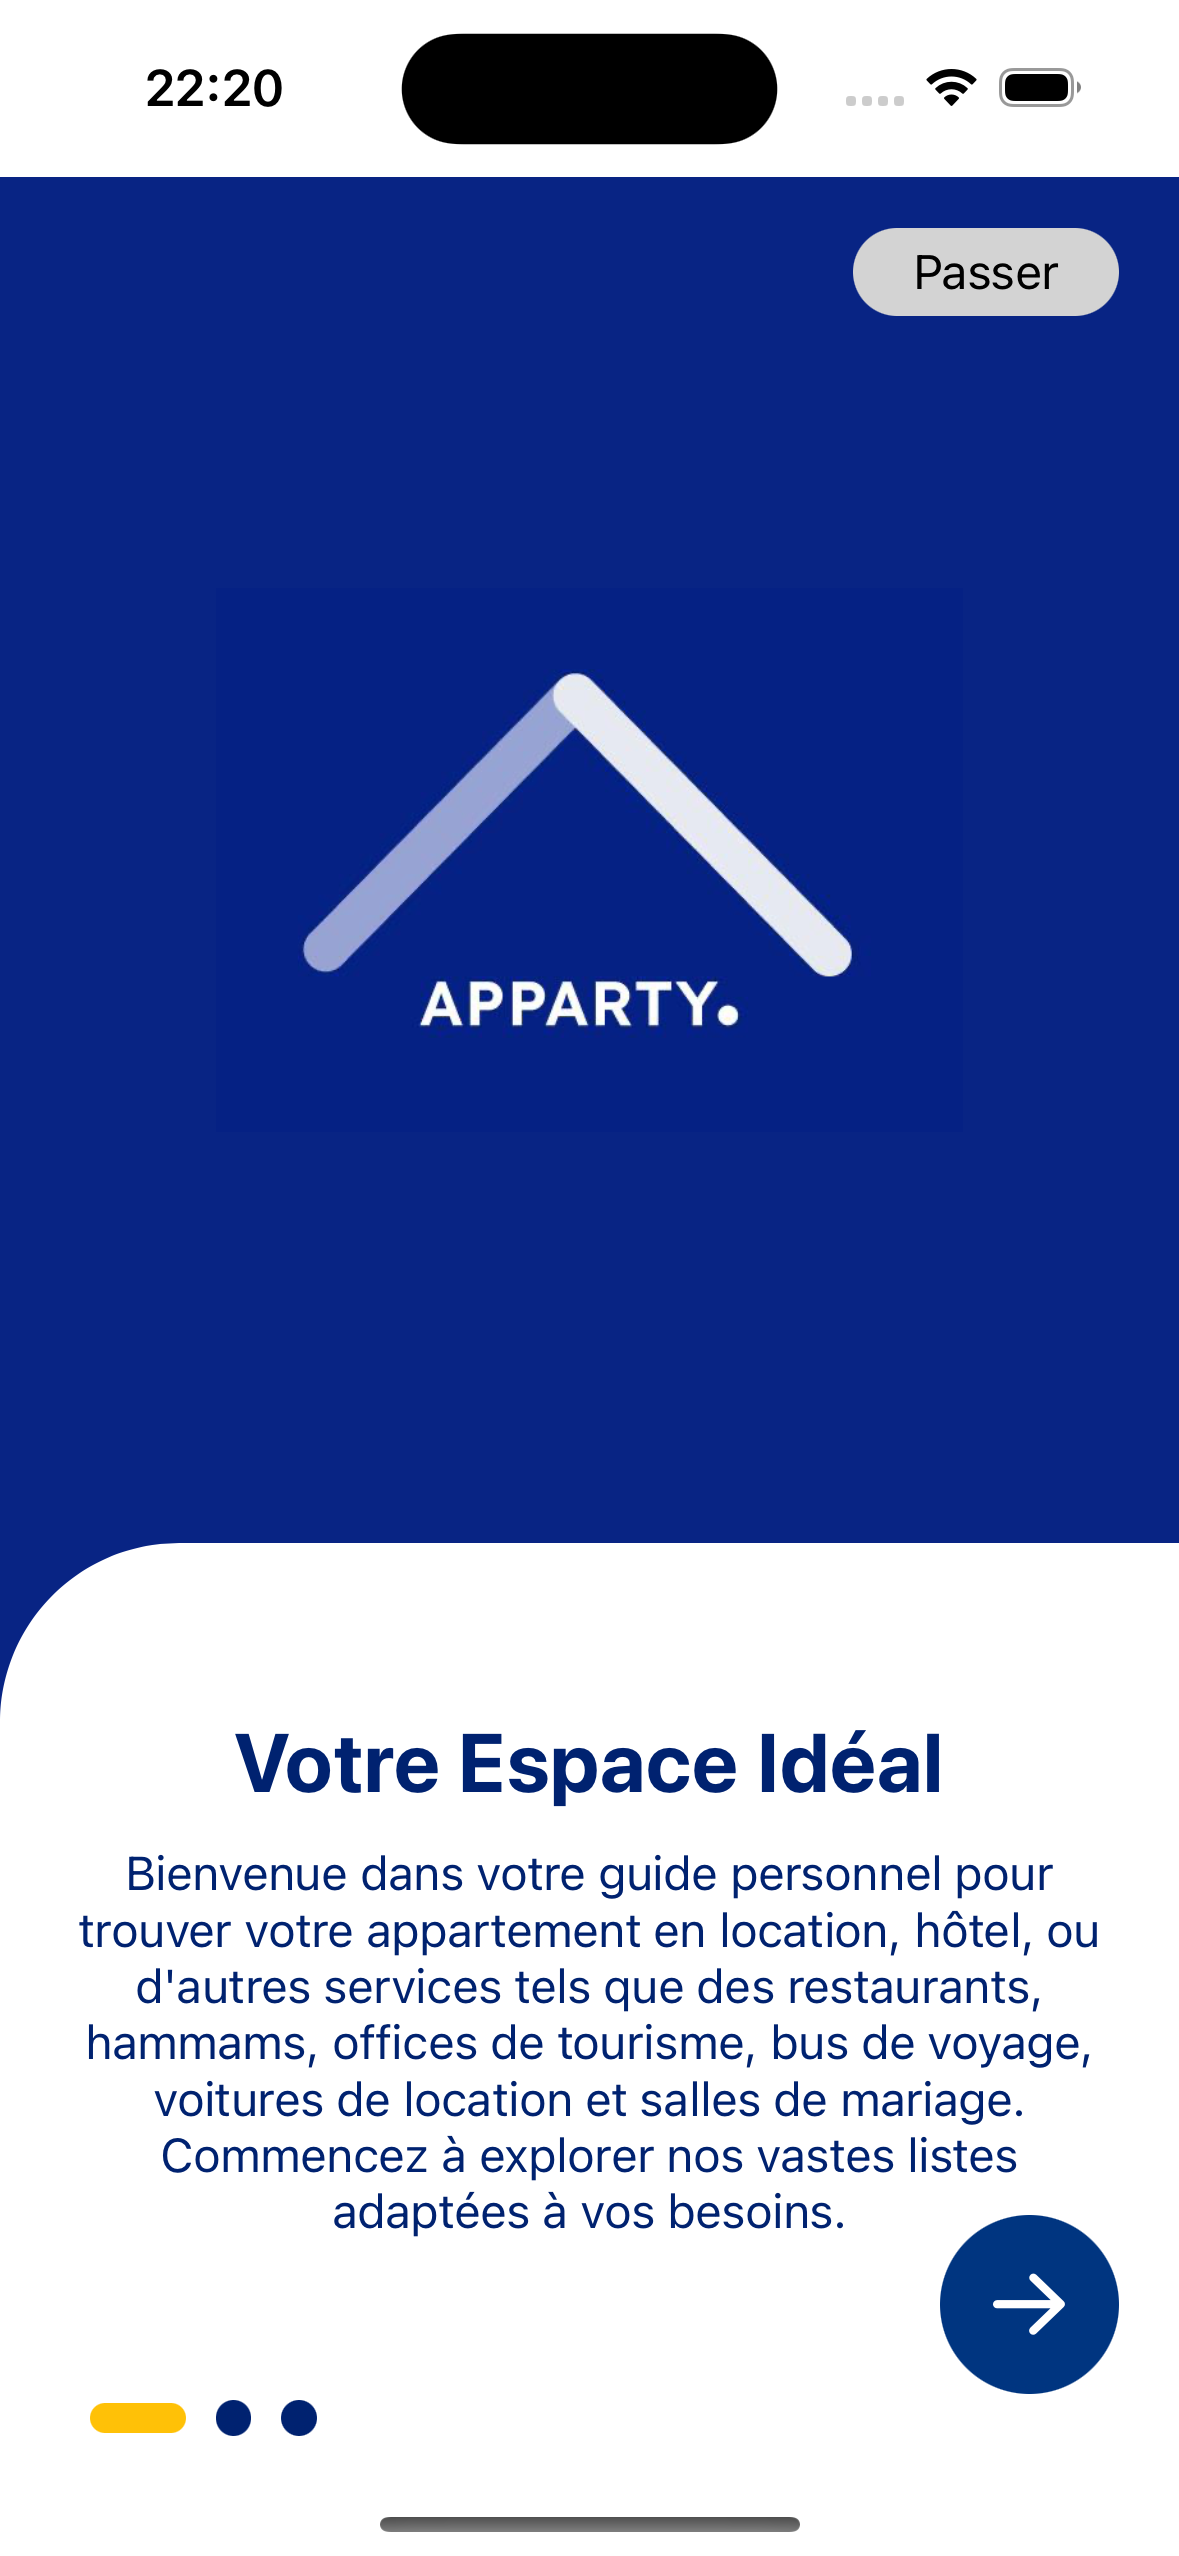 22:20
Passer
APPARTY.
Votre Espace Idéal
Bienvenue dans votre guide personnel pour
trouver votre appartement en location, hôtel, ou
d'autres services tels que des restaurants,
hammams, offices de tourisme, bus de voyage,
voitures de location et salles de mariage.
Commencez à explorer nos vastes listes
adaptées à vos besoins.